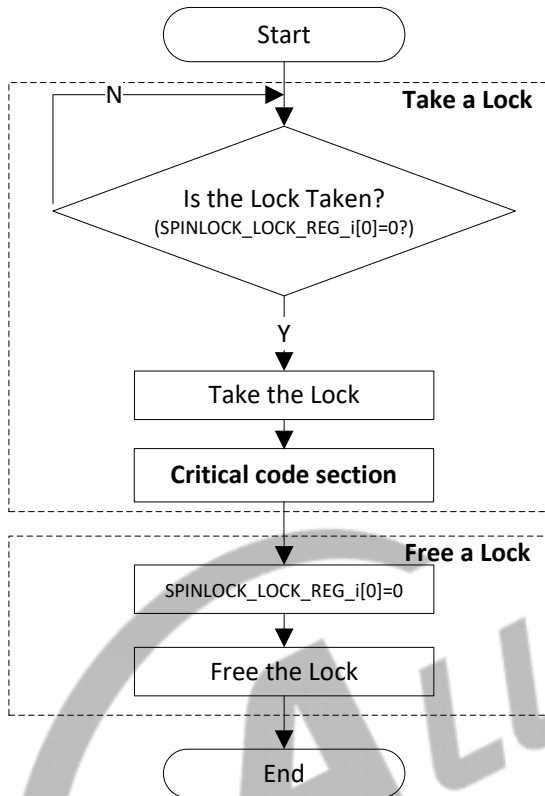 Start
N
Take a Lock
Is the Lock Taken?
(SPINLOCK_LOCK_REG_i[0]=0?)
Y
Take the Lock
Critical code section
Free a Lock
SPINLOCK_LOCK_REG_i[0]=0
Free the Lock
End